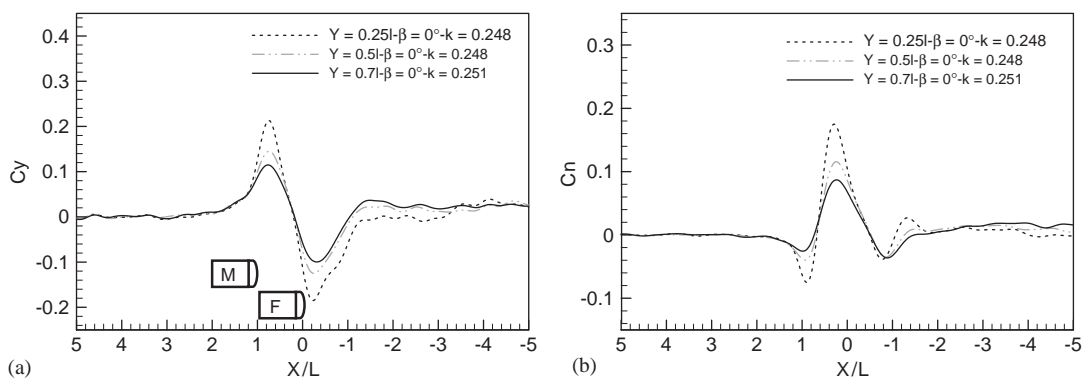 0.4
0.3
0.2
0.1
0
-0.1
-0.2
Cy
Y = 0.25l-β = 0°-k = 0.248
Y = 0.5l-β = 0°-k = 0.248
Y = 0.7l-β = 0°-k = 0.251
M
F
5 4 3 2 1 0 -1 -2 -3 -4 -5
X/L
(a)
0.3
0.2
0.1
0
-0.1
Cn
Y = 0.25l-β = 0°-k = 0.248
Y = 0.5l-β = 0°-k = 0.248
Y = 0.7l-β = 0°-k = 0.251
5 4 3 2 1 0 -1 -2 -3 -4 -5
X/L
(b)